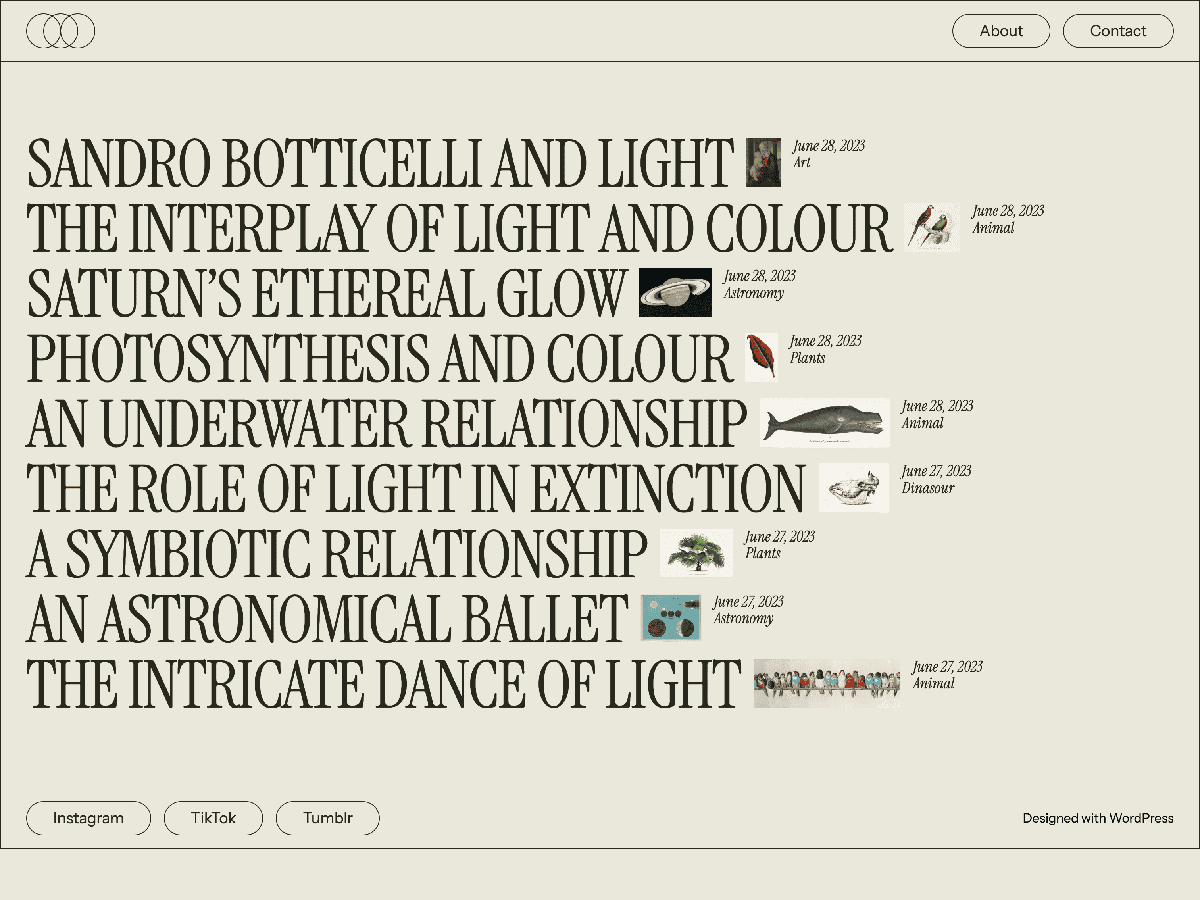 About
Contact
SANDRO BOTTICELLI AND LIGHT
June 28, 2023
Art
THE INTERPLAY OF LIGHT AND COLOUR
June 28, 2023
Animal
SATURN’S ETHEREAL GLOW
June 28, 2023
Astronomy
PHOTOSYNTHESIS AND COLOUR
June 28, 2023
Plants
AN UNDERWATER RELATIONSHIP
June 28, 2023
Animal
THE ROLE OF LIGHT IN EXTINCTION
June 27, 2023
Dinasour
A SYMBIOTIC RELATIONSHIP
June 27, 2023
Plants
AN ASTRONOMICAL BALLET
June 27, 2023
Astronomy
THE INTRICATE DANCE OF LIGHT
June 27, 2023
Animal
Instagram
TikTok
Tumblr
Designed with WordPress